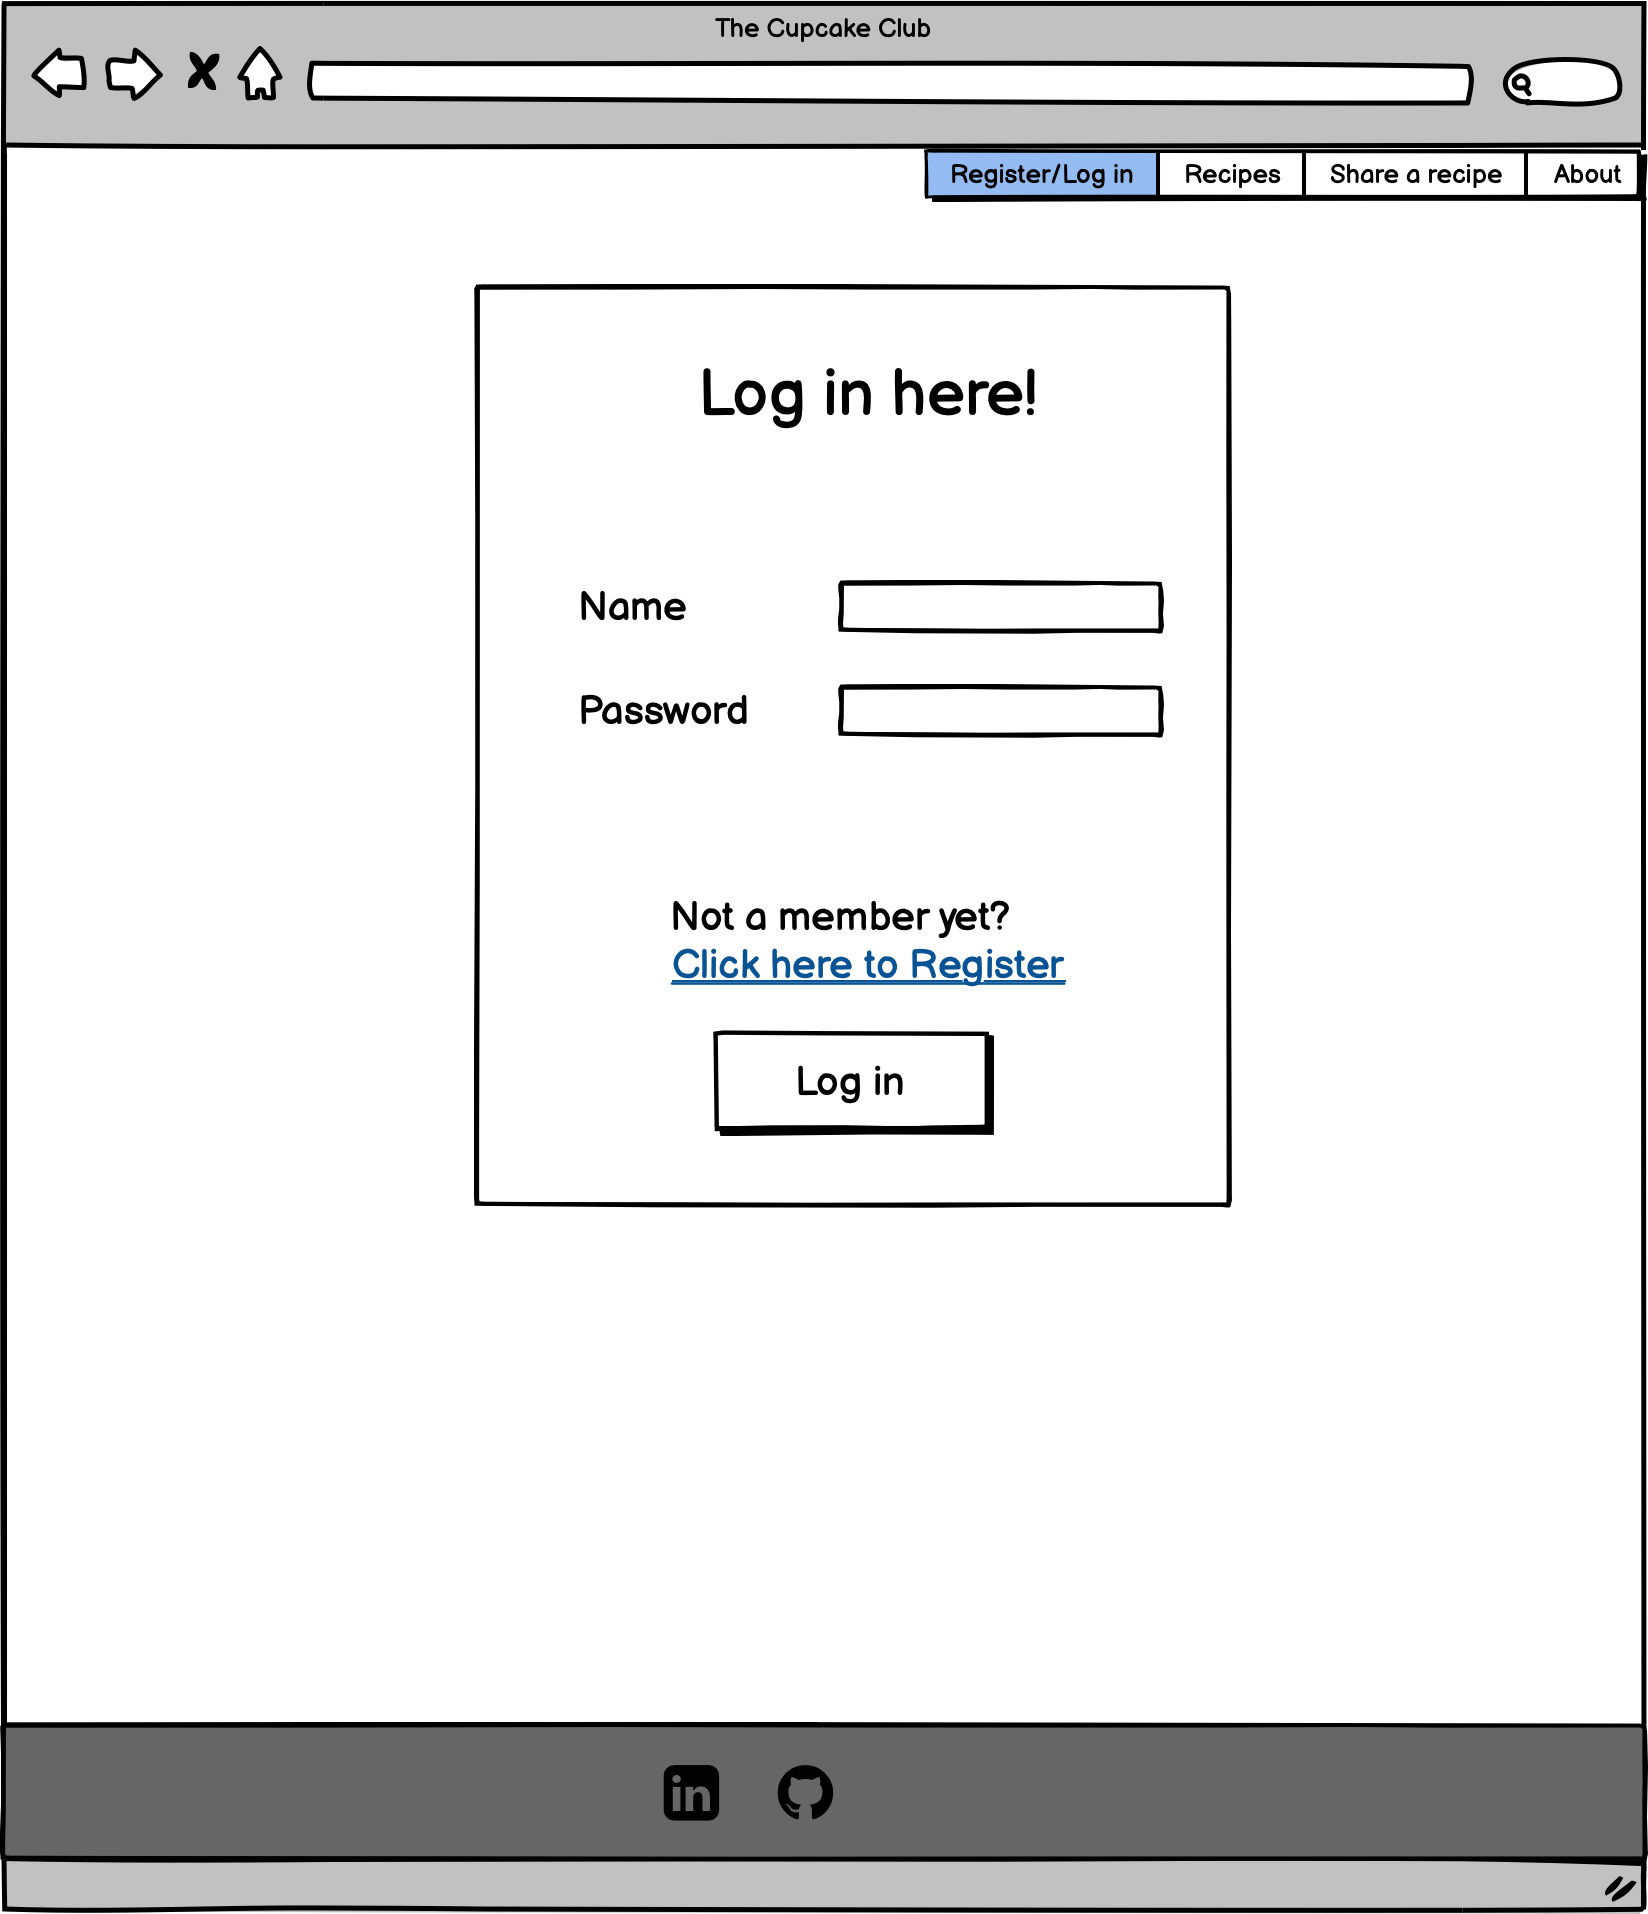 The Cupcake Club
Register/Log in
Recipes
Share a recipe
About
Log in here!
Name
Password
Not a member yet?
Click here to Register
Log in
in